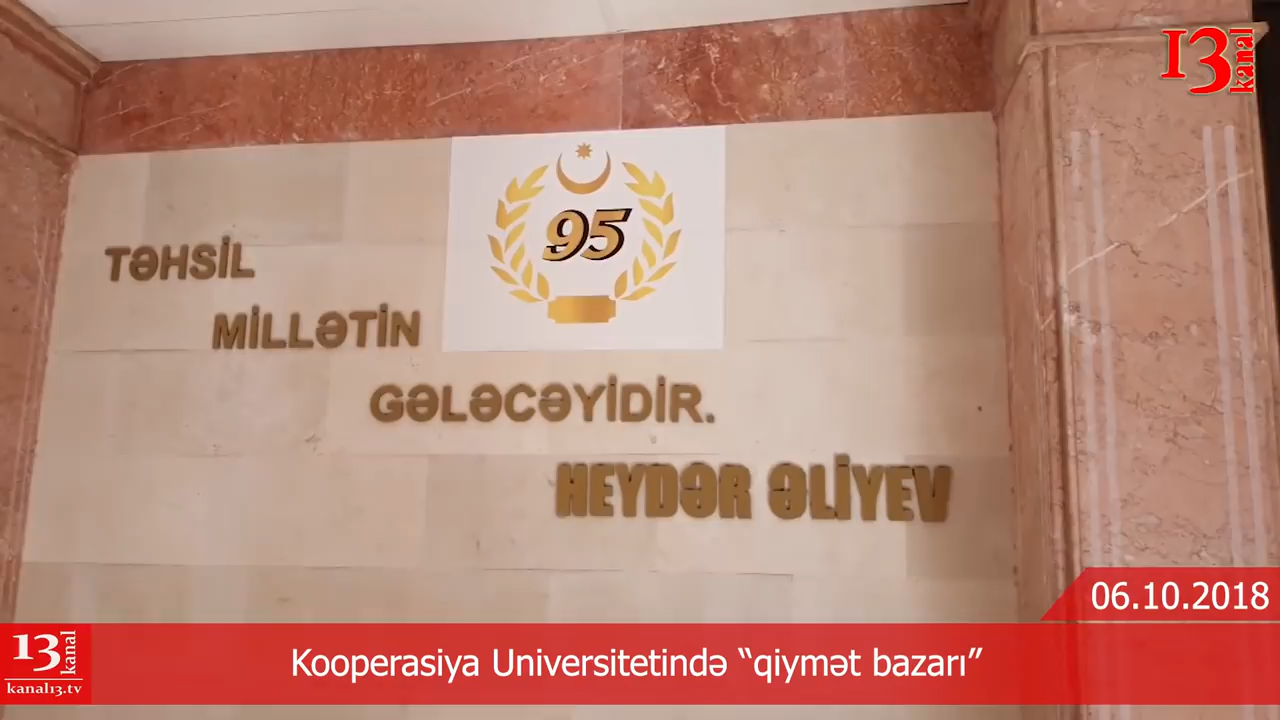 13 kanal
95
TƏHSİL
MİLLƏTİN
GƏLƏCƏYİDİR.
HEYDƏR ƏLİYEV
06.10.2018
13 kanal
kanal13.tv
Kooperasiya Universitetində “qiymət bazarı”